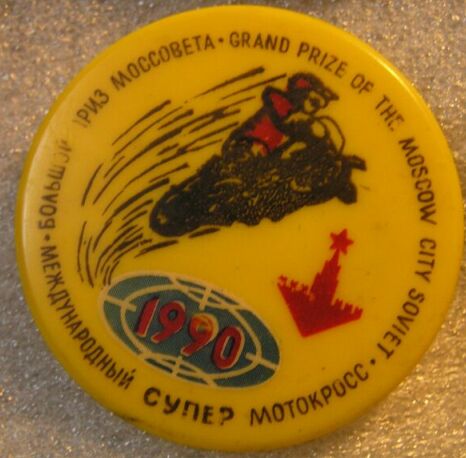 БОЛЬШОЙ ПРИЗ МОССОВЕТА • GRAND PRIZE OF THE MOSCOW CITY SOVIET •
МЕЖДУНАРОДНЫЙ СУПЕР МОТОКРОСС •
1990